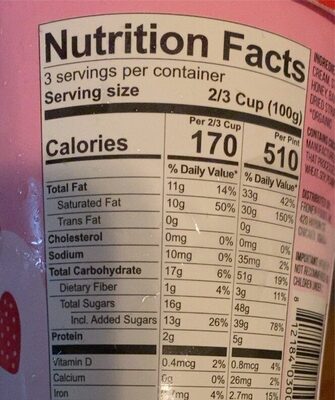 Nutrition Facts
3 servings per container
Serving size 2/3 Cup (100g)
Per 2/3 Cup Per Pint
Calories 170 510
% Daily Value* % Daily Value*
Total Fat 11g 14% 33g 42%
Saturated Fat 10g 50% 30g 150%
Trans Fat 0g 0g
Cholesterol 0mg 0% 0mg 0%
Sodium 10mg 0% 35mg 2%
Total Carbohydrate 17g 6% 51g 19%
Dietary Fiber 1g 4% 3g 11%
Total Sugars 16g 48g
Incl. Added Sugars 13g 26% 39g 78%
Protein 2g 5g
Vitamin D 0.4mcg 2% 0.8mcg 4%
Calcium 0% 26mg 2%
Iron 4% 2.7mg 15%